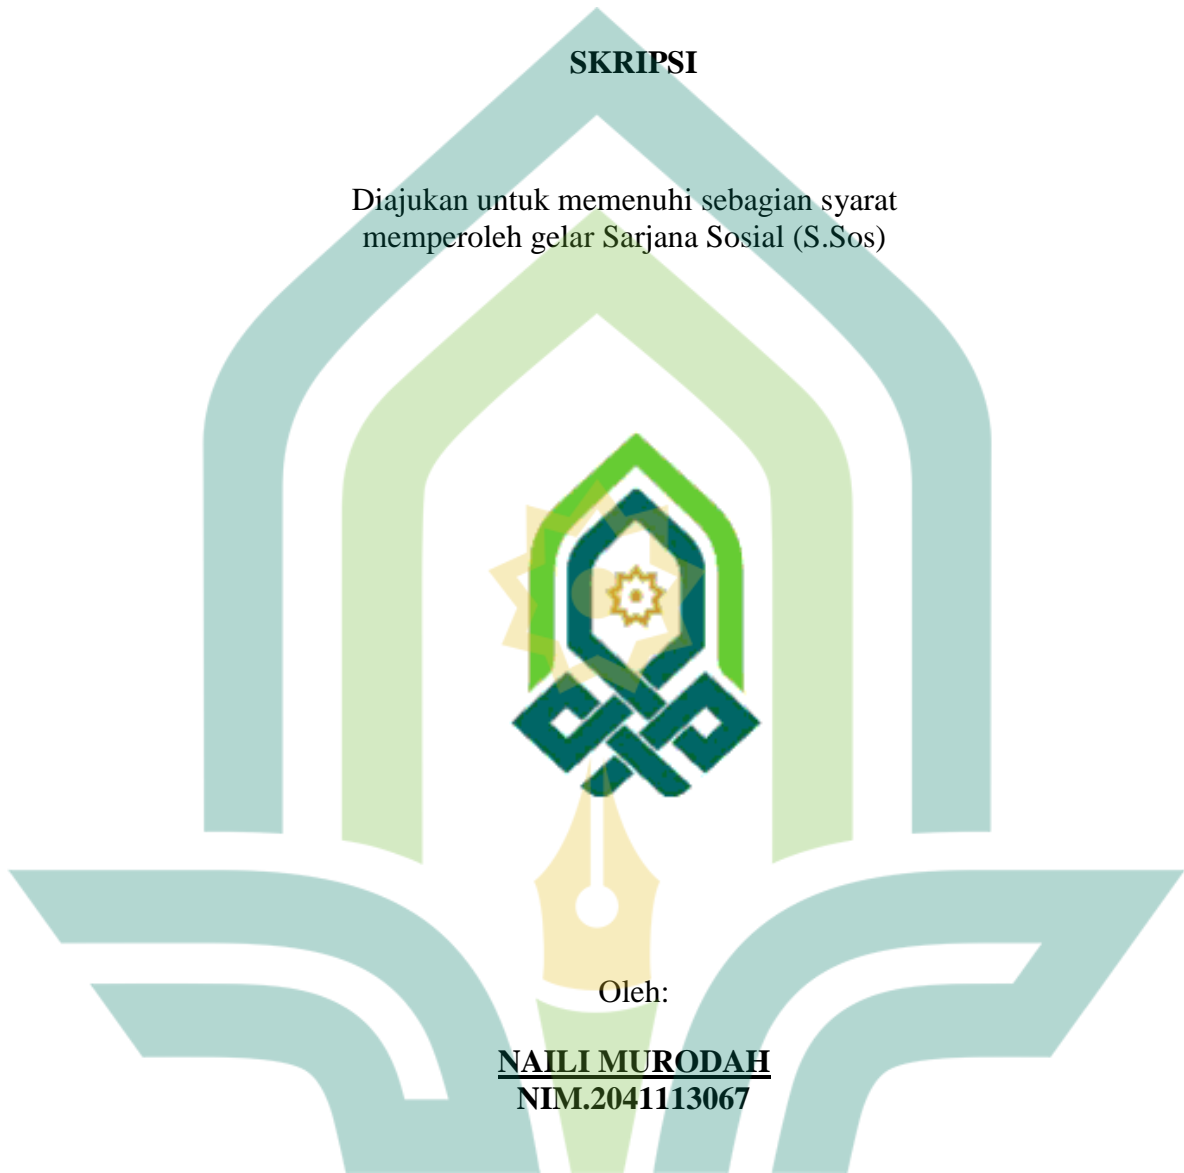 SKRIPSI
Diajukan untuk memenuhi sebagian syarat
memperoleh gelar Sarjana Sosial (S.Sos)
Oleh:
NAILI MURODAH
NIM.2041113067